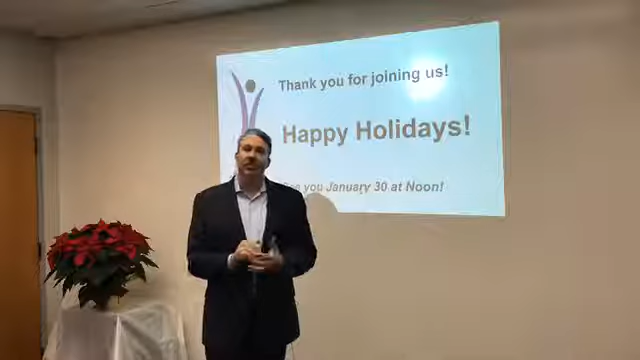 Thank you for joining us!
Happy Holidays!
you January 30 at Noon!